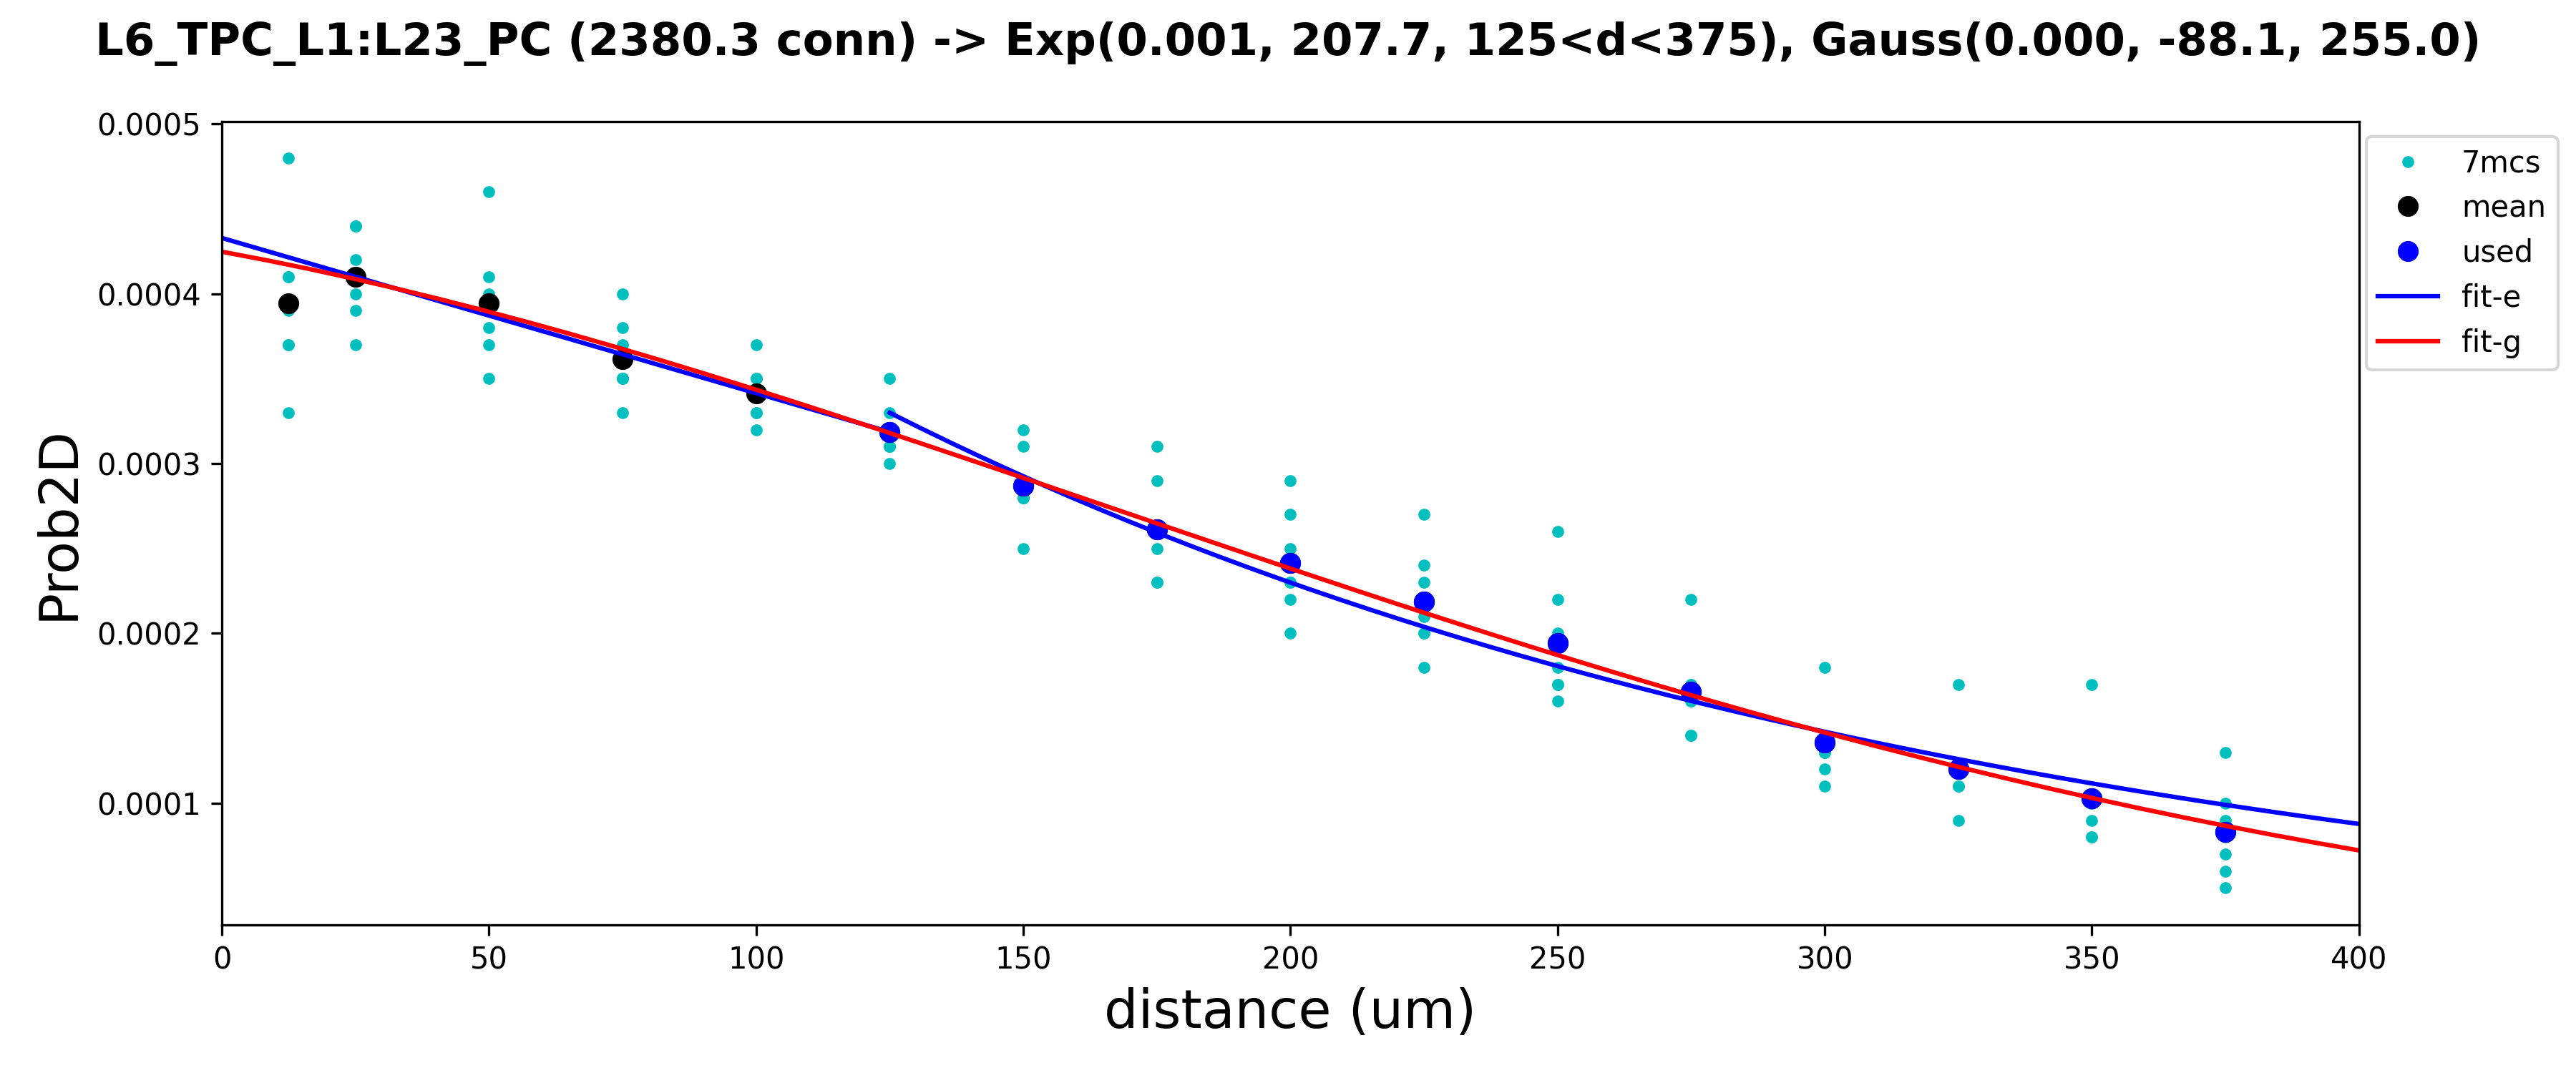 L6_TPC_L1:L23_PC (2380.3 conn) -> Exp(0.001, 207.7, 125<d<375), Gauss(0.000, -88.1, 255.0)
0.0005
0.0004
0.0003
0.0002
0.0001
Prob2D
0 50 100 150 200 250 300 350 400
distance (um)
7mcs
mean
used
fit-e
fit-g